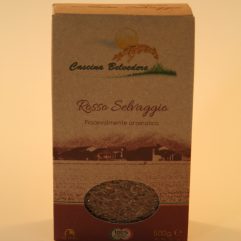 Cascina Belvedere
Rosso Selvaggio
Piacevolmente aromatico
500g e